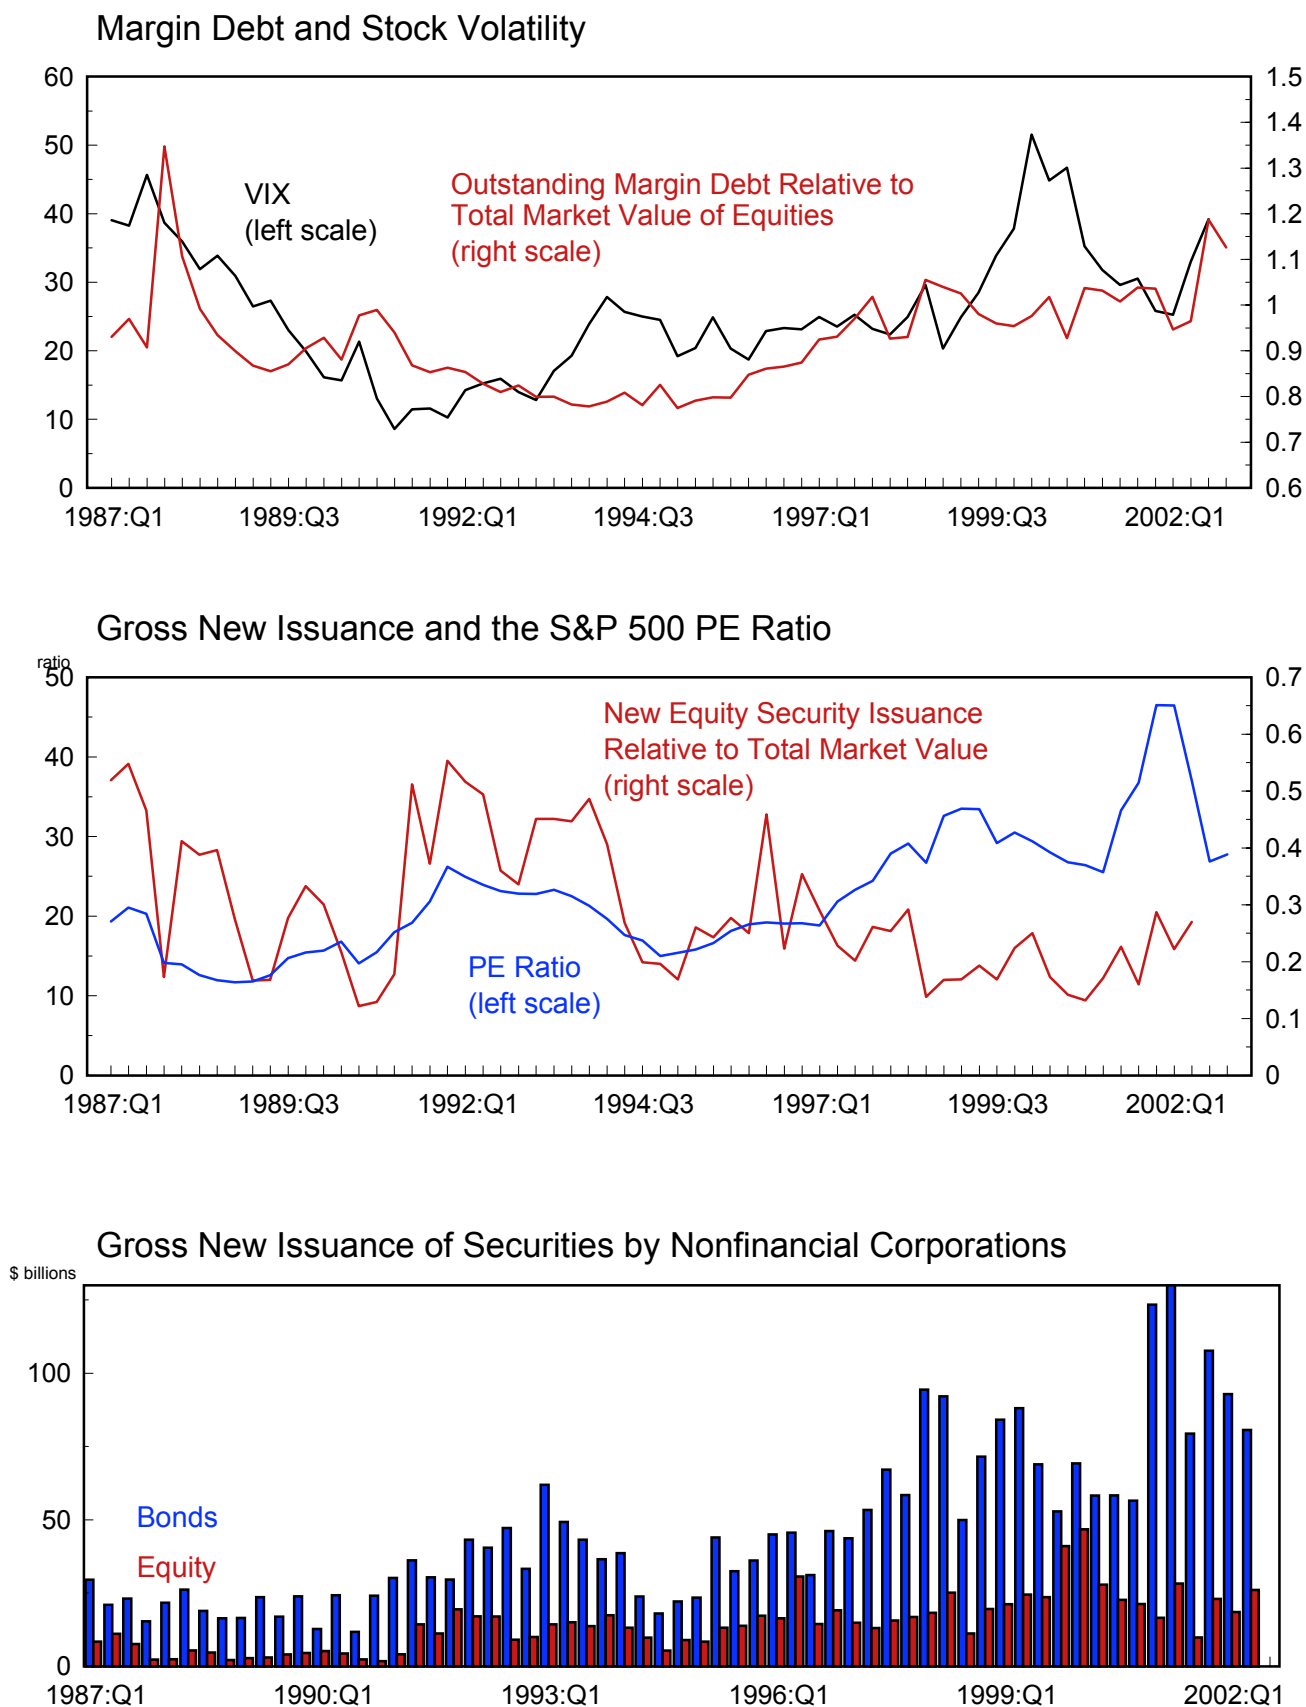 Margin Debt and Stock Volatility
60
50
40
30
20
10
0
1.5
1.4
1.3
1.2
1.1
1
0.9
0.8
0.7
0.6
VIX
(left scale)
Outstanding Margin Debt Relative to
Total Market Value of Equities
(right scale)
1987:Q1 1989:Q3 1992:Q1 1994:Q3 1997:Q1 1999:Q3 2002:Q1
Gross New Issuance and the S&P 500 PE Ratio
ratio
50
40
30
20
10
0
0.7
0.6
0.5
0.4
0.3
0.2
0.1
0
New Equity Security Issuance
Relative to Total Market Value
(right scale)
PE Ratio
(left scale)
1987:Q1 1989:Q3 1992:Q1 1994:Q3 1997:Q1 1999:Q3 2002:Q1
Gross New Issuance of Securities by Nonfinancial Corporations
$ billions
100
50
0
Bonds
Equity
1987:Q1 1990:Q1 1993:Q1 1996:Q1 1999:Q1 2002:Q1